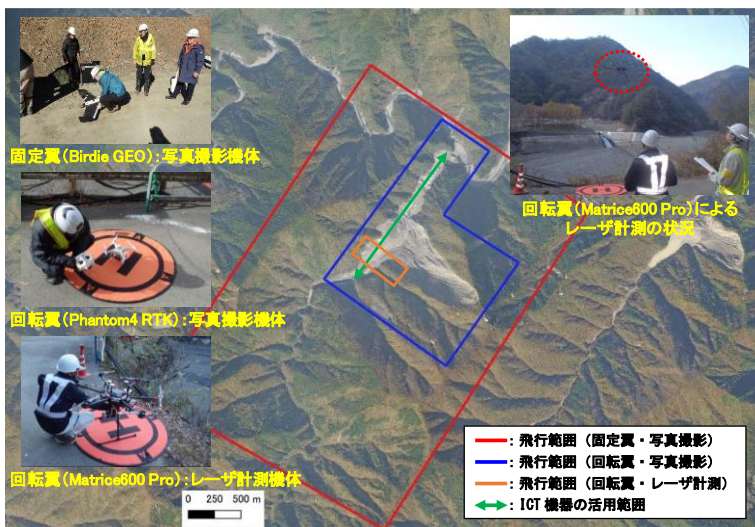 固定翼(Birdie GEO):写真撮影機体
回転翼(Phantom4 RTK):写真撮影機体
回転翼(Matrice600 Pro):レーザ計測機体
回転翼(Matrice600 Pro)による
レーザ計測の状況
0 250 500 m
:飛行範囲(固定翼・写真撮影)
:飛行範囲(回転翼・写真撮影)
:飛行範囲(回転翼・レーザ計測)
:ICT 機器の活用範囲